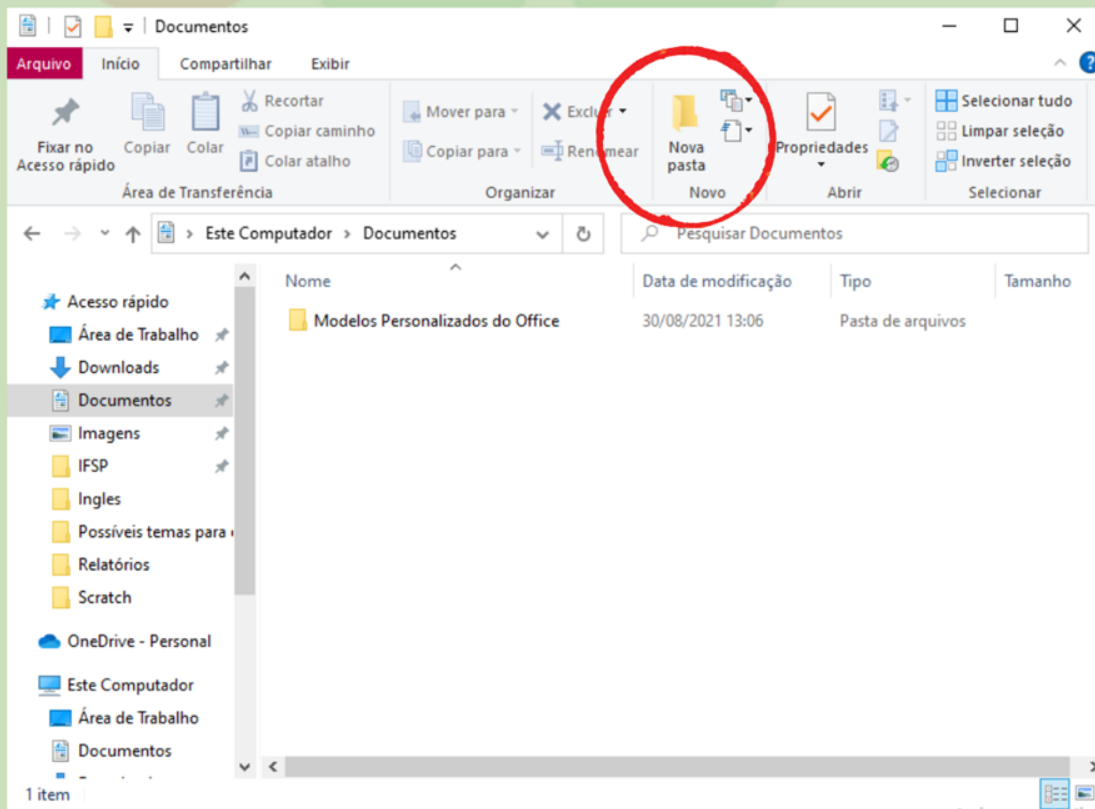 Documentos
Arquivo Início Compartilhar Exibir
Fixar no
Acesso rápido
Copiar
Colar
Recortar
Copiar caminho
Colar atalho
Área de Transferência
Mover para
Copiar para
Excluir
Renomear
Organizar
Nova
pasta
Novo
Propriedades
Abrir
Selecionar tudo
Limpar seleção
Inverter seleção
Selecionar
Este Computador > Documentos
Pesquisar Documentos
Nome Data de modificação Tipo Tamanho
Modelos Personalizados do Office 30/08/2021 13:06 Pasta de arquivos
Acesso rápido
Área de Trabalho
Downloads
Documentos
Imagens
IFSP
Ingles
Possíveis temas para
Relatórios
Scratch
OneDrive - Personal
Este Computador
Área de Trabalho
Documentos
1 item